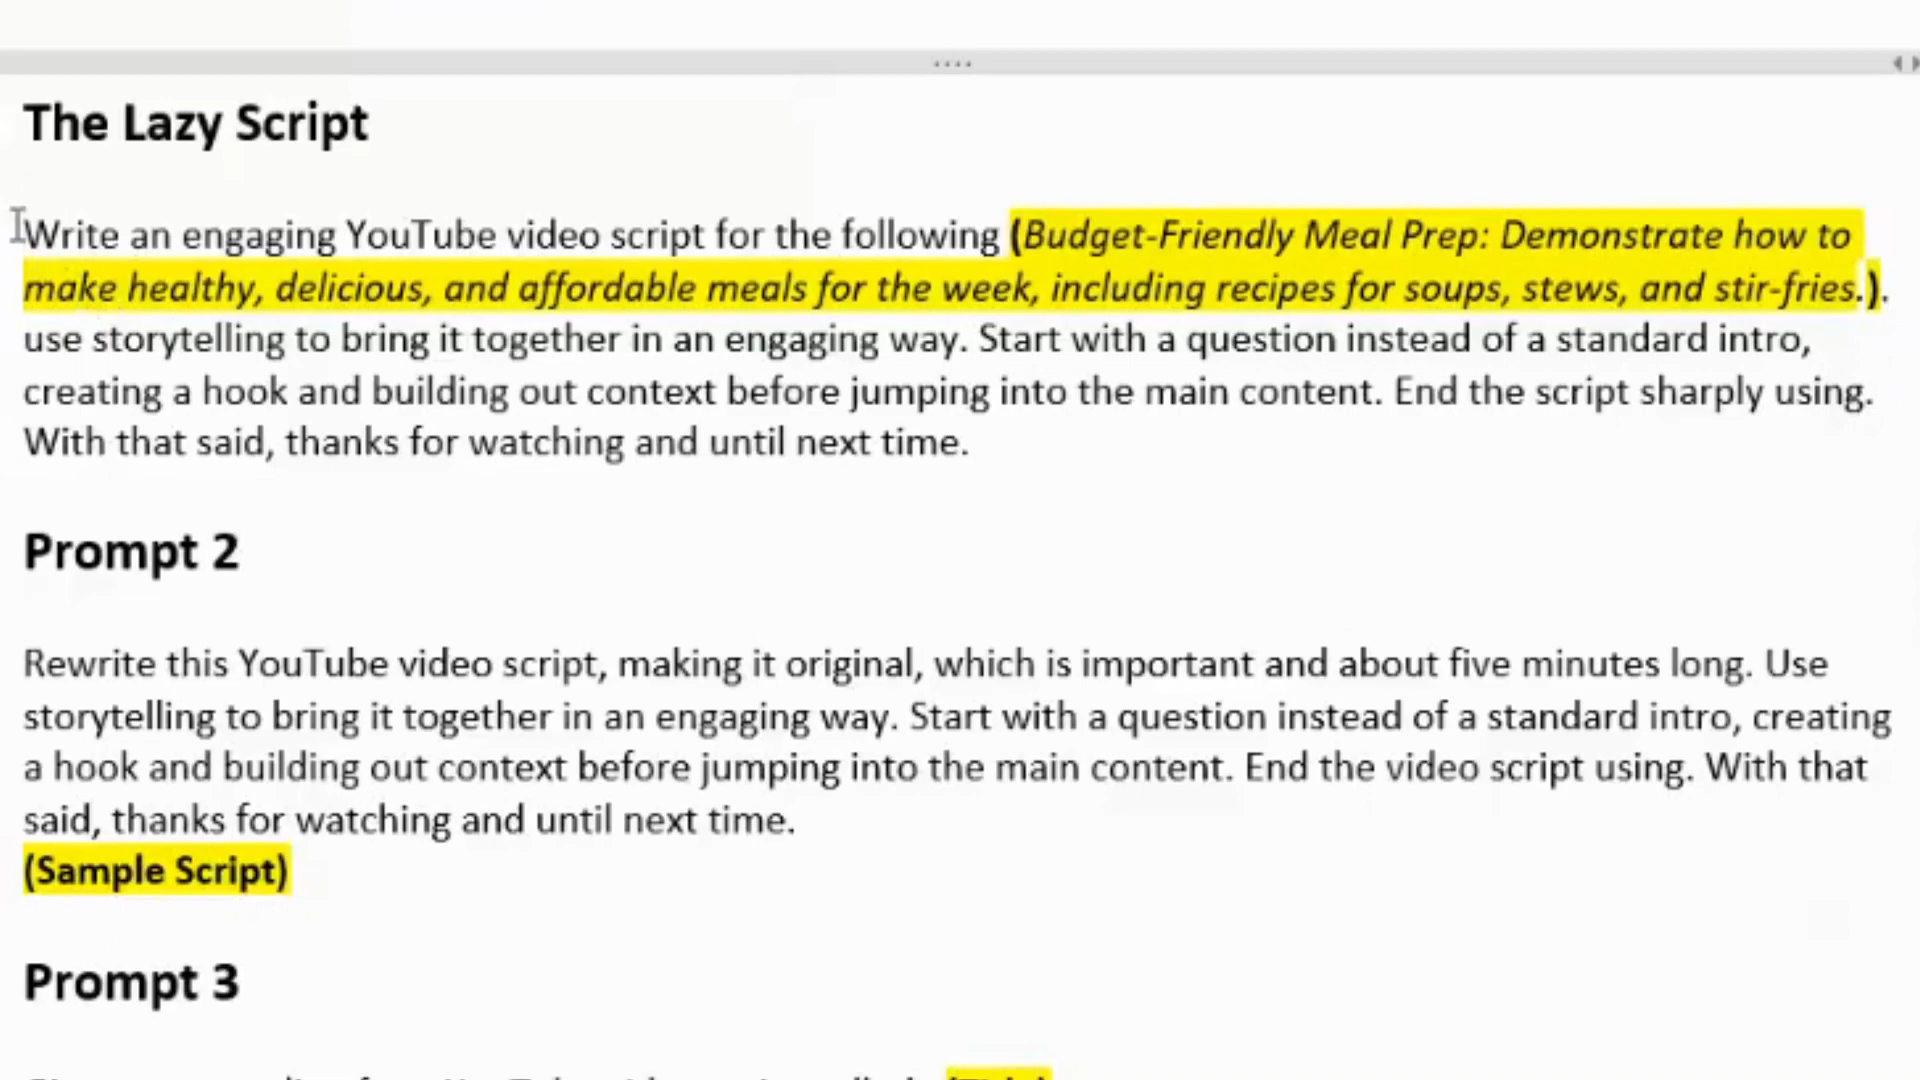 The Lazy Script
Write an engaging YouTube video script for the following (Budget-Friendly Meal Prep: Demonstrate how to
make healthy, delicious, and affordable meals for the week, including recipes for soups, stews, and stir-fries.).
use storytelling to bring it together in an engaging way. Start with a question instead of a standard intro,
creating a hook and building out context before jumping into the main content. End the script sharply using.
With that said, thanks for watching and until next time.
Prompt 2
Rewrite this YouTube video script, making it original, which is important and about five minutes long. Use
storytelling to bring it together in an engaging way. Start with a question instead of a standard intro, creating
a hook and building out context before jumping into the main content. End the video script using. With that
said, thanks for watching and until next time.
(Sample Script)
Prompt 3